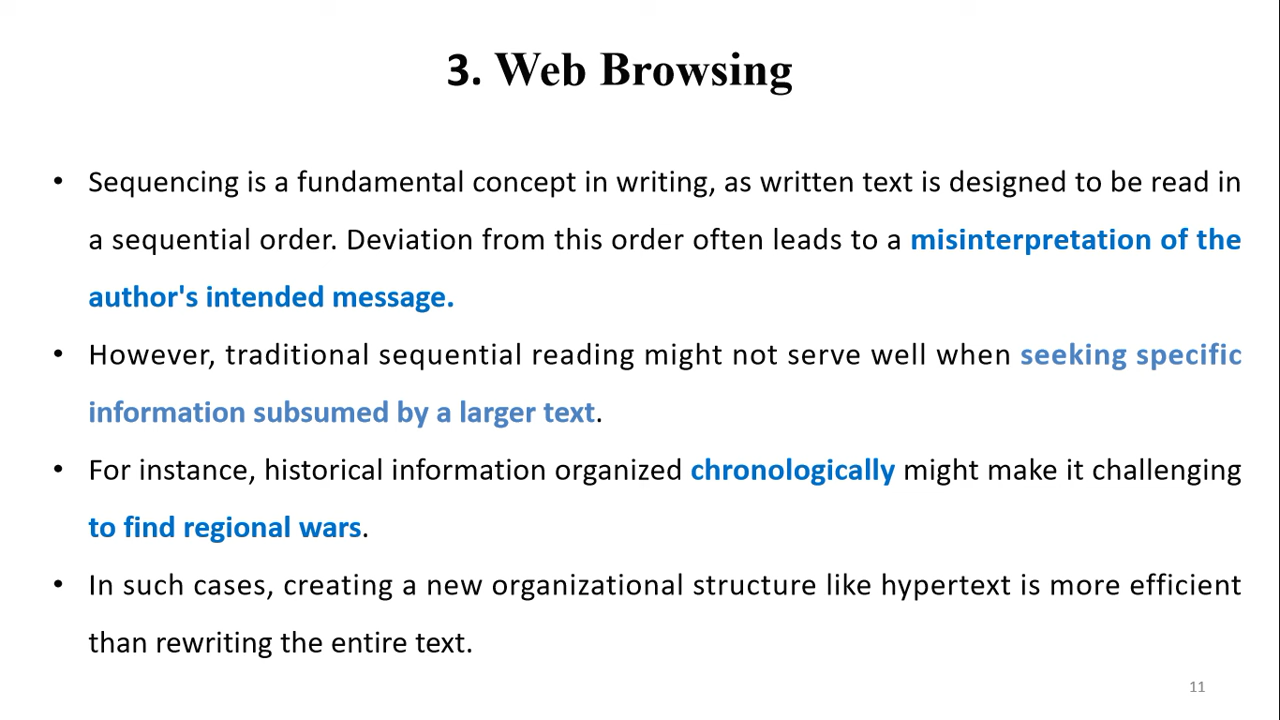 3. Web Browsing
• Sequencing is a fundamental concept in writing, as written text is designed to be read in
a sequential order. Deviation from this order often leads to a misinterpretation of the
author's intended message.
• However, traditional sequential reading might not serve well when seeking specific
information subsumed by a larger text.
• For instance, historical information organized chronologically might make it challenging
to find regional wars.
• In such cases, creating a new organizational structure like hypertext is more efficient
than rewriting the entire text.
11